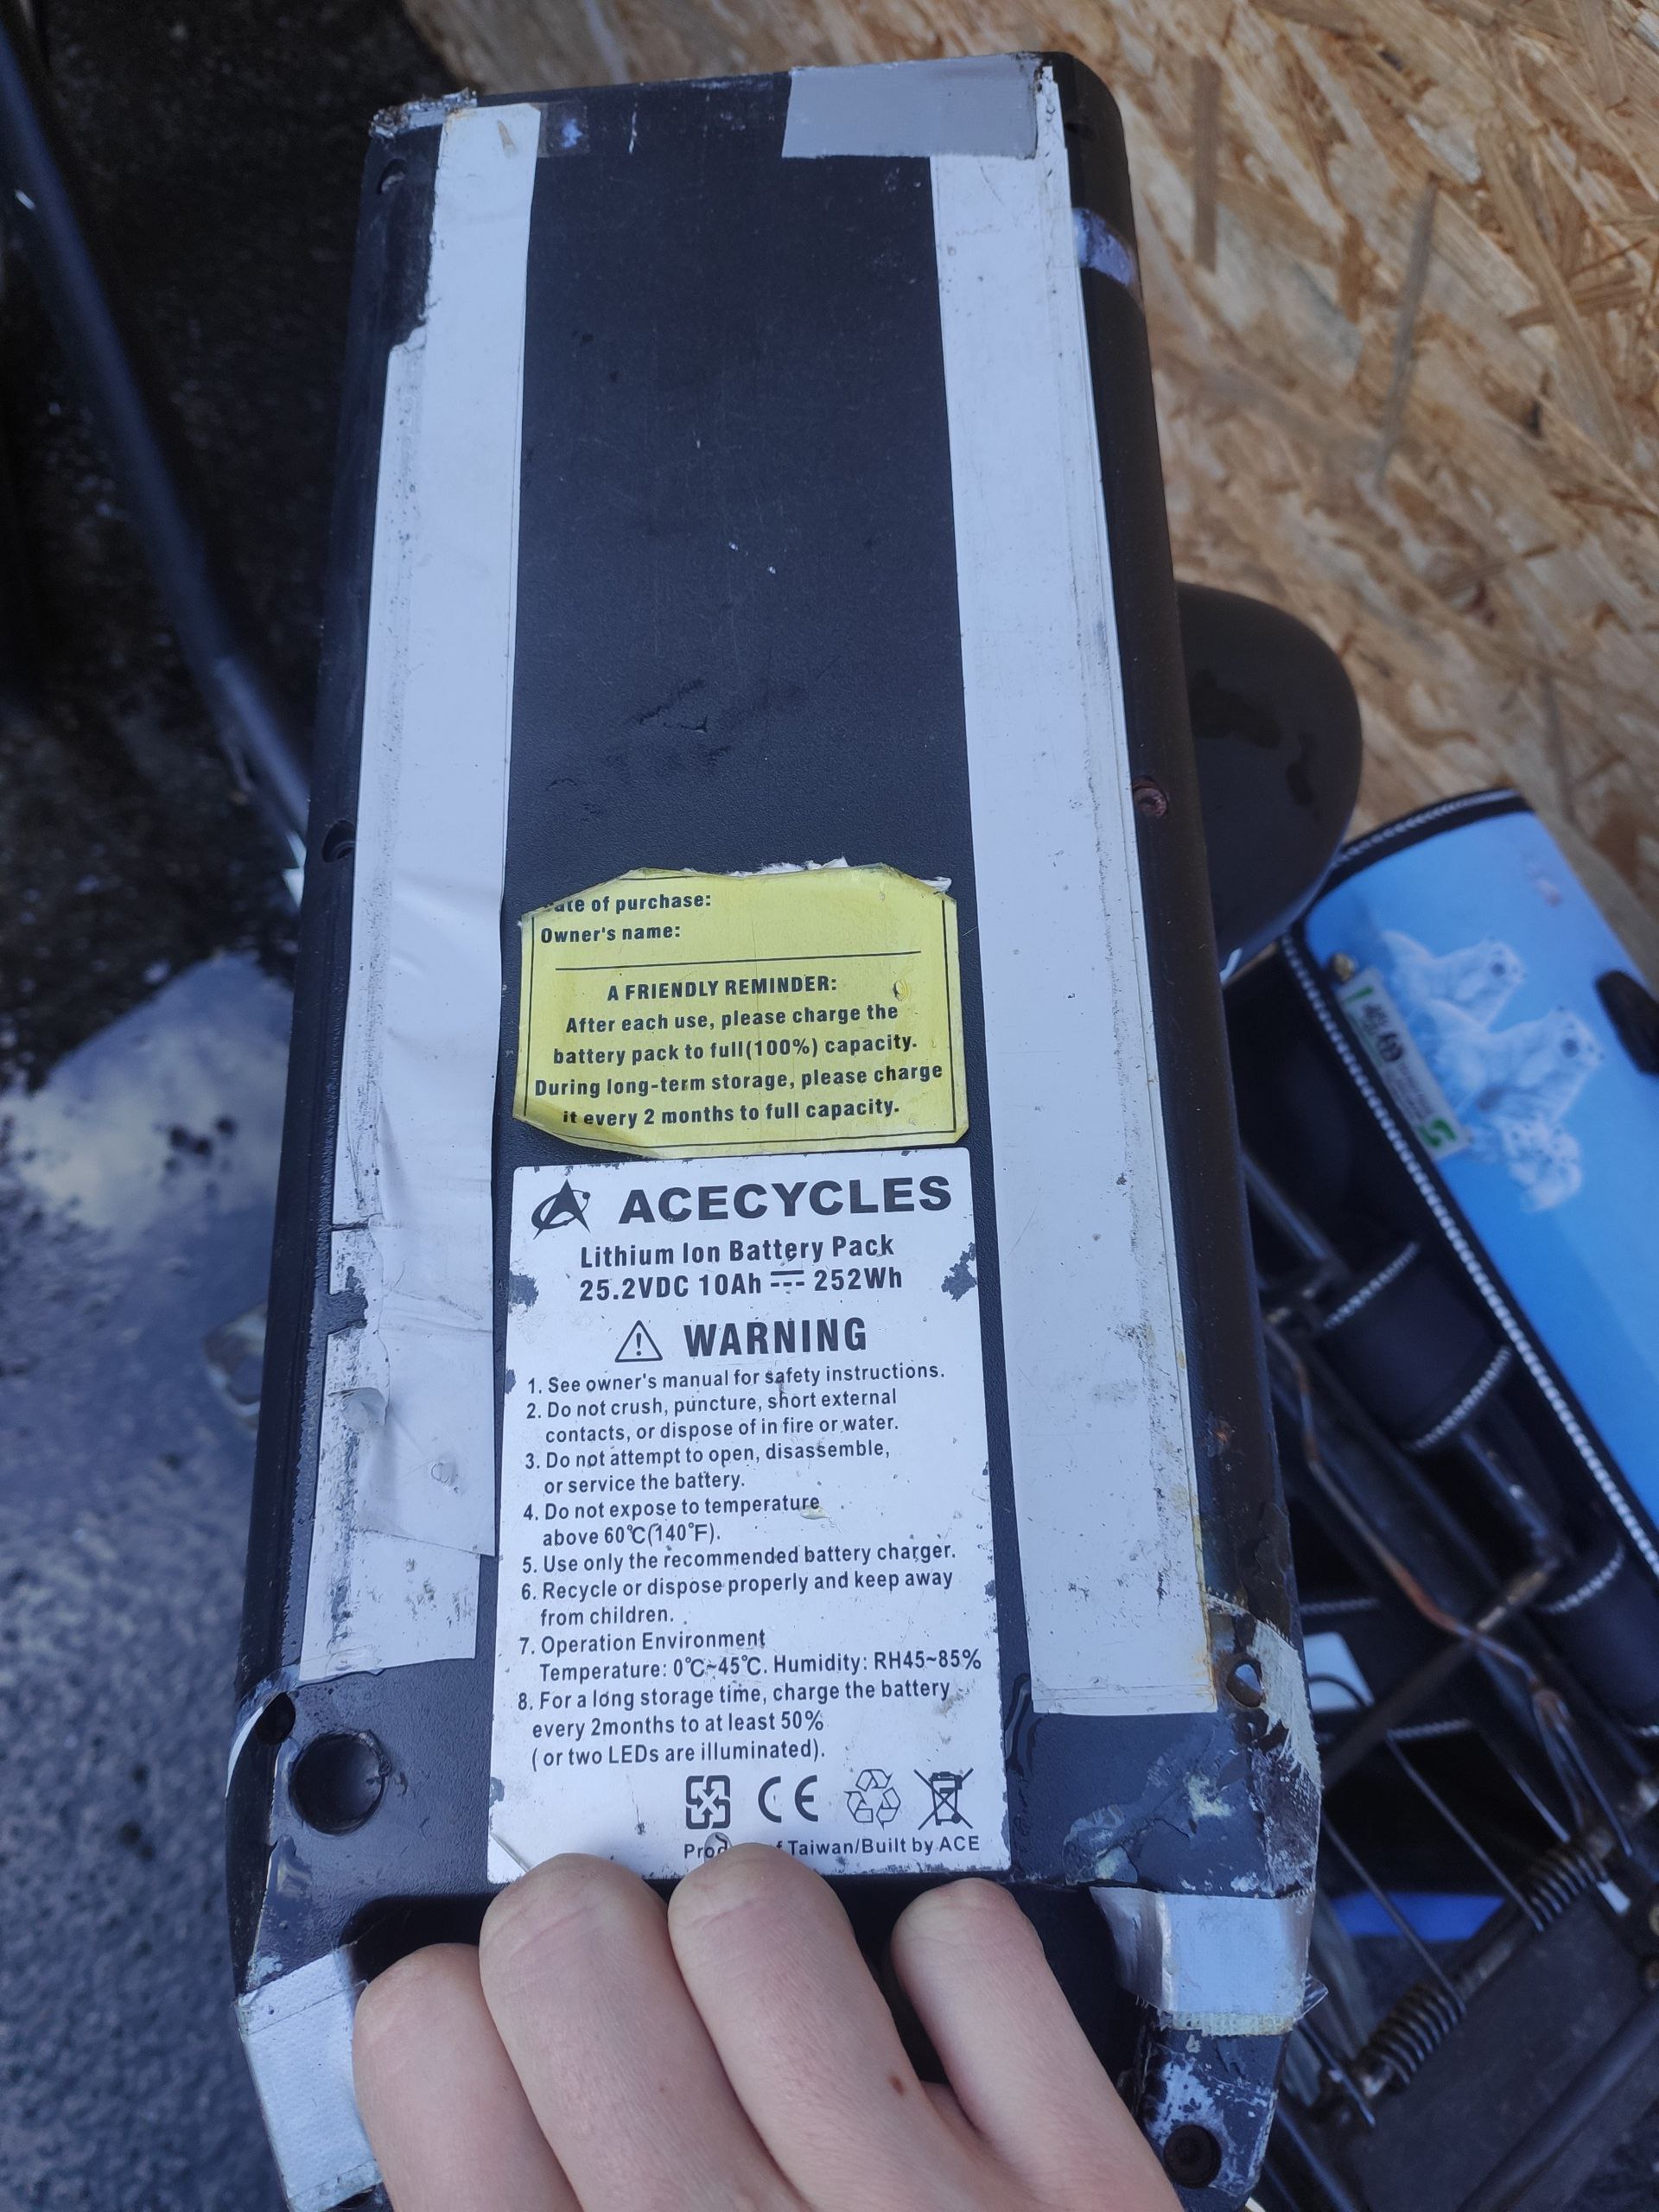 ate of purchase:
Owner's name:
A FRIENDLY REMINDER:
After each use, please charge the
battery pack to full(100%) capacity.
During long-term storage, please charge
it every 2 months to full capacity.
ACECYCLES
Lithium Ion Battery Pack
25.2VDC 10Ah ⎓ 252Wh
WARNING
1. See owner's manual for safety instructions.
2. Do not crush, puncture, short external
contacts, or dispose of in fire or water.
3. Do not attempt to open, disassemble,
or service the battery.
4. Do not expose to temperature
above 60℃(140℉).
5. Use only the recommended battery charger.
6. Recycle or dispose properly and keep away
from children.
7. Operation Environment
Temperature: 0℃~45℃. Humidity: RH45~85%
8. For a long storage time, charge the battery
every 2months to at least 50%
( or two LEDs are illuminated).
CE
Taiwan/Built by ACE